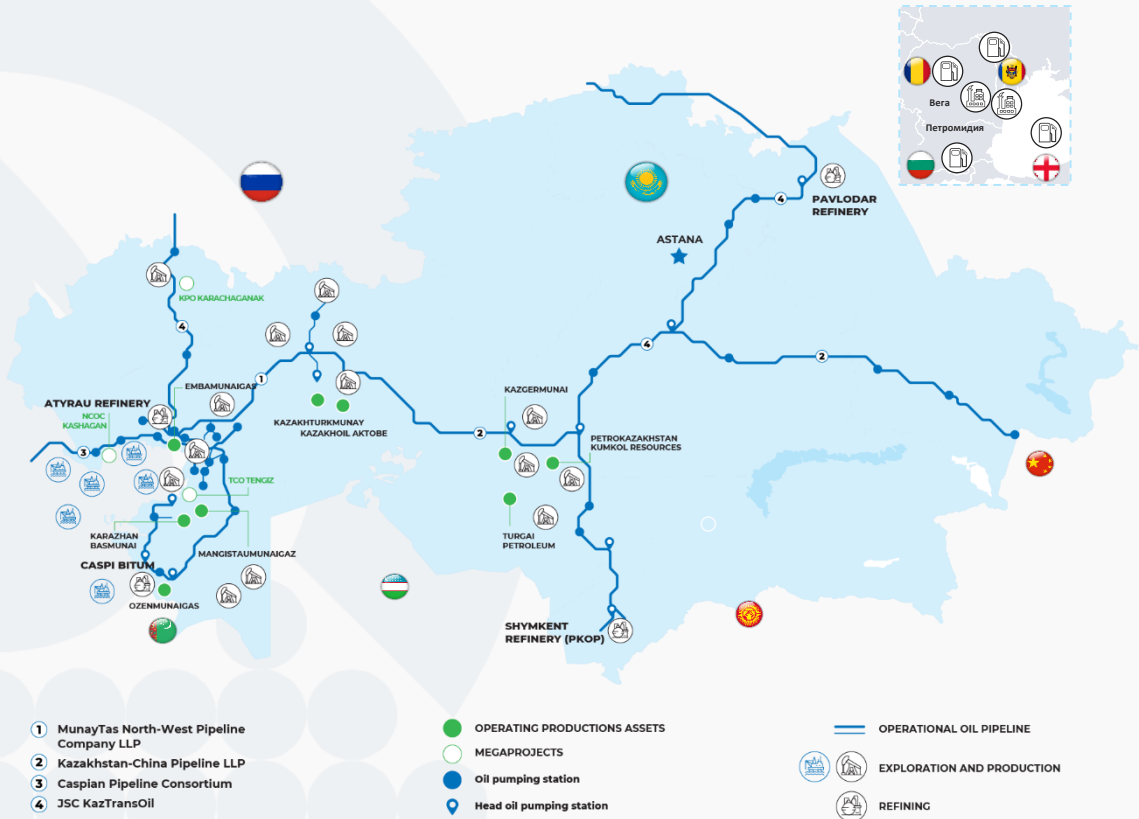 Вега
Петромидия
PAVLODAR
REFINERY
4
ASTANA
KPO KARACHAGANAK
4
4
2
1
EMBAMUNAIGAS
KAZGERMUNAI
ATYRAU REFINERY
NCOC
KASHAGAN
KAZAKHTURKMUNAY
KAZAKHOIL AKTOBE
2
PETROKAZAKHSTAN
KUMKOL RESOURCES
3
TCO TENGIZ
KARAZHAN
BASMUNAI
TURGAI
PETROLEUM
MANGISTAUMUNAIGAZ
CASPI BITUM
OZENMUNAIGAS
SHYMKENT
REFINERY (PKOP)
1 MunayTas North-West Pipeline
Company LLP
2 Kazakhstan-China Pipeline LLP
3 Caspian Pipeline Consortium
4 JSC KazTransOil
OPERATING PRODUCTIONS ASSETS
MEGAPROJECTS
Oil pumping station
Head oil pumping station
OPERATIONAL OIL PIPELINE
EXPLORATION AND PRODUCTION
REFINING